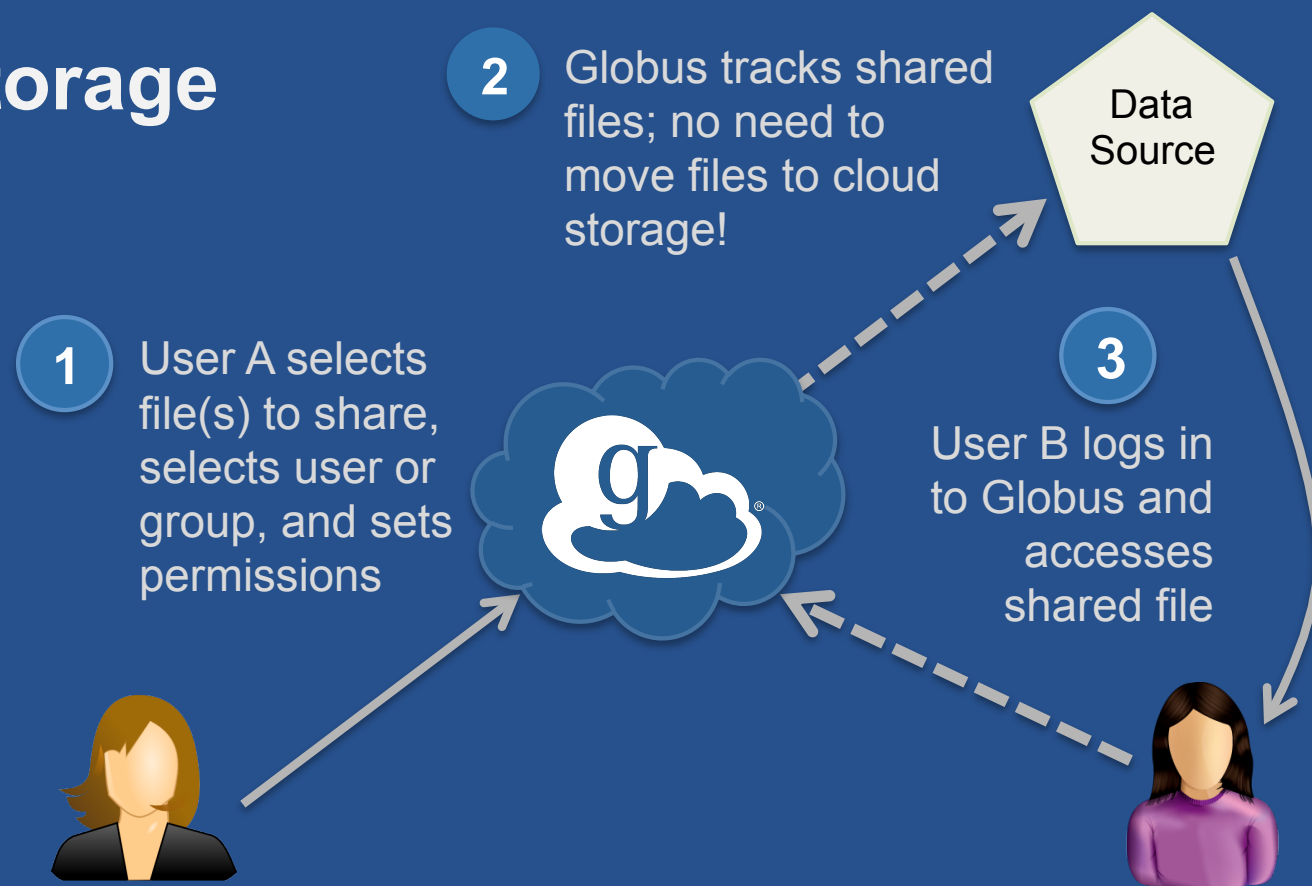 torage
2
Globus tracks shared
files; no need to
move files to cloud
storage!
Data
Source
1
User A selects
file(s) to share,
selects user or
group, and sets
permissions
g
®
3
User B logs in
to Globus and
accesses
shared file